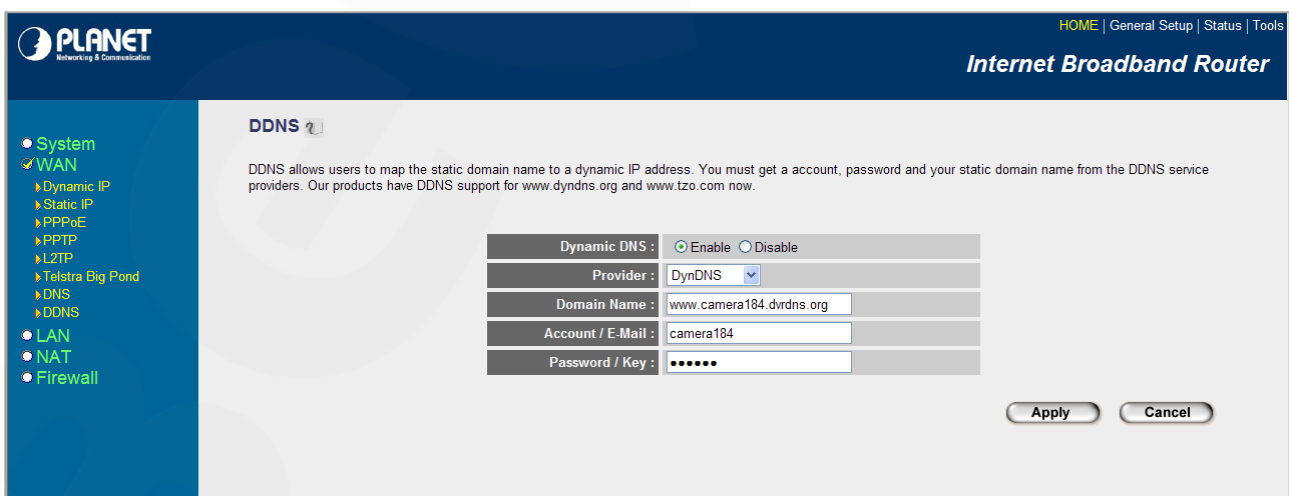 PLANET
Networking & Communication
HOME | General Setup | Status | Tools
Internet Broadband Router
System
WAN
Dynamic IP
Static IP
PPPoE
PPTP
L2TP
Telstra Big Pond
DNS
DDNS
LAN
NAT
Firewall
DDNS
DDNS allows users to map the static domain name to a dynamic IP address. You must get a account, password and your static domain name from the DDNS service
providers. Our products have DDNS support for www.dyndns.org and www.tzo.com now.
Dynamic DNS : Enable Disable
Provider : DynDNS
Domain Name : www.camera184.dvrdns.org
Account / E-Mail : camera184
Password / Key : ••••••
Apply Cancel